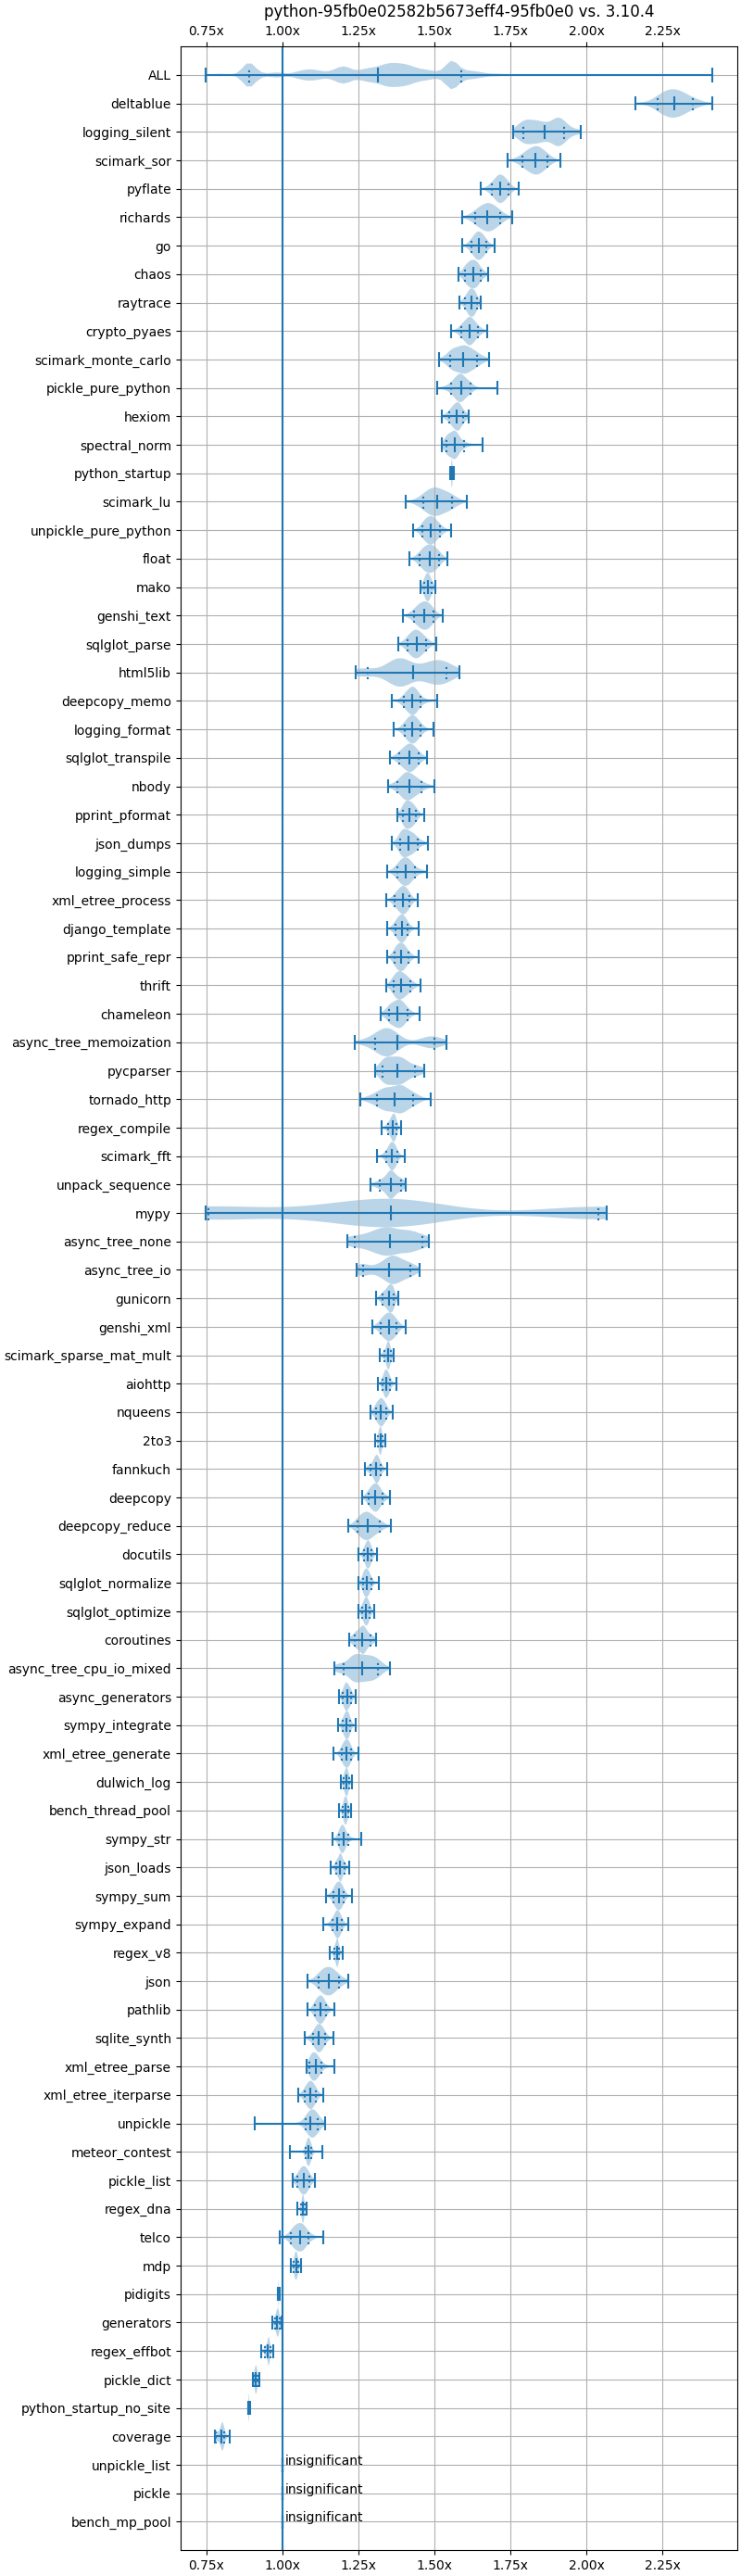 python-95fb0e02582b5673eff4-95fb0e0 vs. 3.10.4
0.75x 1.00x 1.25x 1.50x 1.75x 2.00x 2.25x
ALL
deltablue
logging_silent
scimark_sor
pyflate
richards
go
chaos
raytrace
crypto_pyaes
scimark_monte_carlo
pickle_pure_python
hexiom
spectral_norm
python_startup
scimark_lu
unpickle_pure_python
float
mako
genshi_text
sqlglot_parse
html5lib
deepcopy_memo
logging_format
sqlglot_transpile
nbody
pprint_pformat
json_dumps
logging_simple
xml_etree_process
django_template
pprint_safe_repr
thrift
chameleon
async_tree_memoization
pycparser
tornado_http
regex_compile
scimark_fft
unpack_sequence
mypy
async_tree_none
async_tree_io
gunicorn
genshi_xml
scimark_sparse_mat_mult
aiohttp
nqueens
2to3
fannkuch
deepcopy
deepcopy_reduce
docutils
sqlglot_normalize
sqlglot_optimize
coroutines
async_tree_cpu_io_mixed
async_generators
sympy_integrate
xml_etree_generate
dulwich_log
bench_thread_pool
sympy_str
json_loads
sympy_sum
sympy_expand
regex_v8
json
pathlib
sqlite_synth
xml_etree_parse
xml_etree_iterparse
unpickle
meteor_contest
pickle_list
regex_dna
telco
mdp
pidigits
generators
regex_effbot
pickle_dict
python_startup_no_site
coverage
unpickle_list insignificant
pickle insignificant
bench_mp_pool insignificant
0.75x 1.00x 1.25x 1.50x 1.75x 2.00x 2.25x